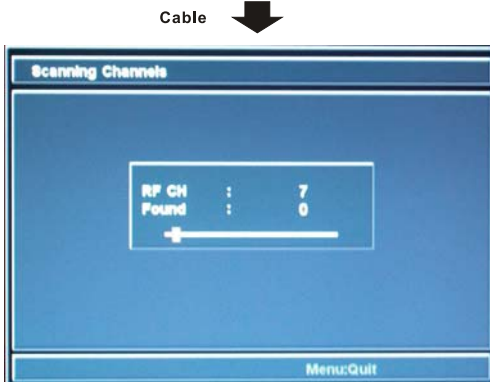 Cable
Scanning Channels
RF CH : 7
Found : 0
Menu:Quit